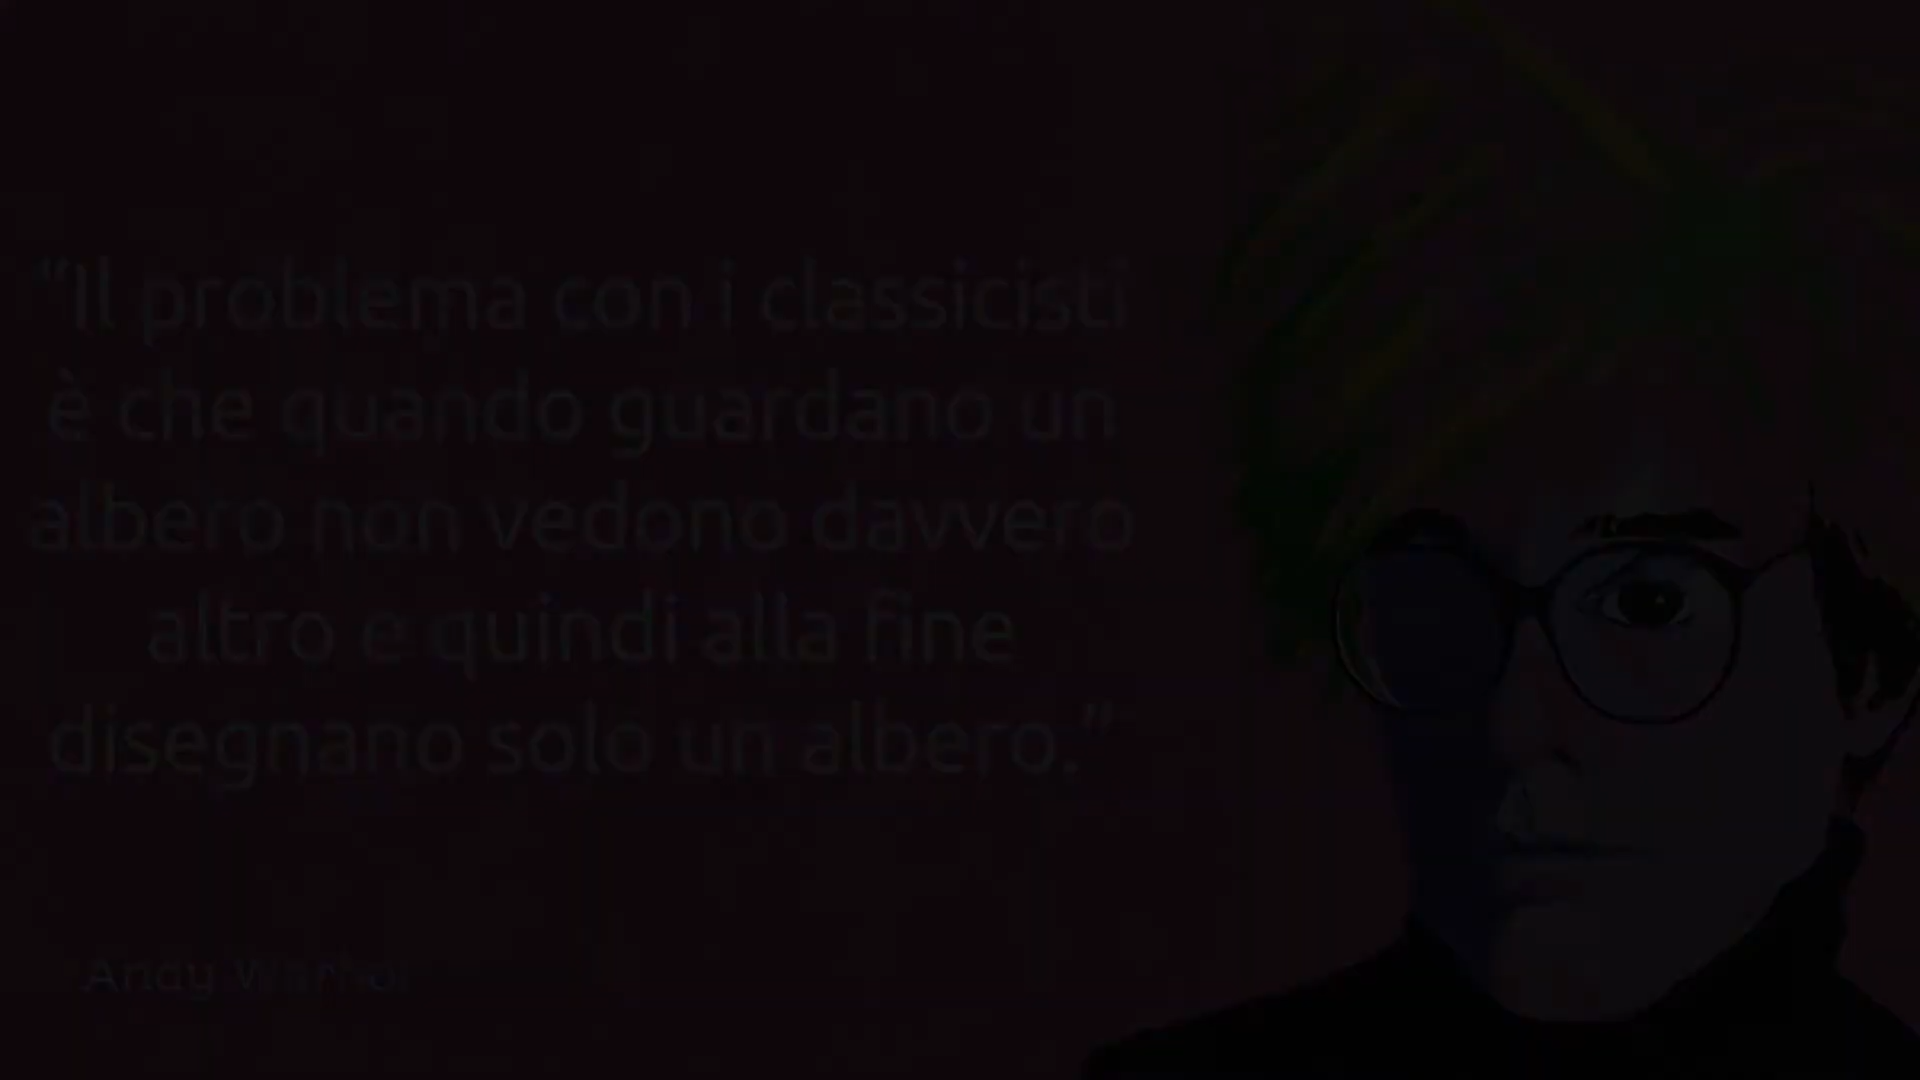 “Il problema con i classicisti
è che quando guardano un
albero non vedono davvero
altro e quindi alla fine
disegnano solo un albero.”
Andy Warhol